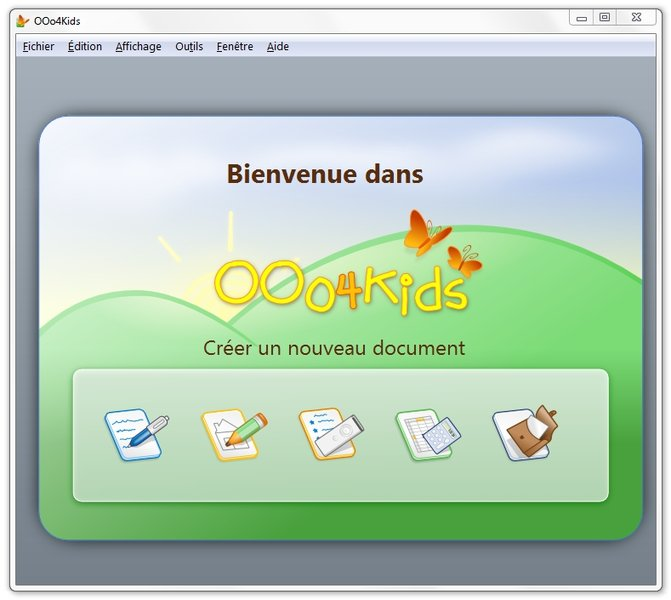 OOo4Kids
Fichier Édition Affichage Outils Fenêtre Aide
Bienvenue dans
OOo4Kids
Créer un nouveau document